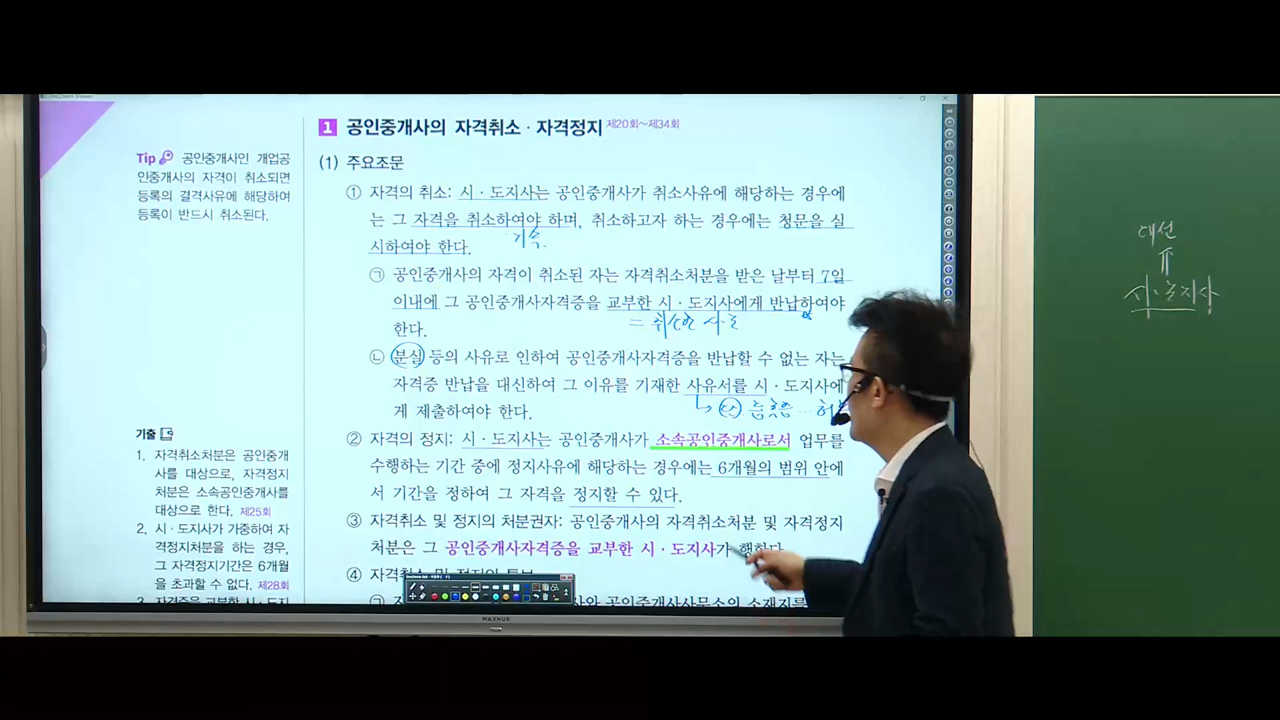 1 공인중개사의 자격취소·자격정지 제20회~제34회
Tip 공인중개사인 개업공
인중개사의 자격이 취소되면
등록의 결격사유에 해당하여
등록이 반드시 취소된다.
(1) 주요조문
① 자격의 취소: 시·도지사는 공인중개사가 취소사유에 해당하는 경우에
는 그 자격을 취소하여야 하며, 취소하고자 하는 경우에는 청문을 실
시하여야 한다.
기속
㉠ 공인중개사의 자격이 취소된 자는 자격취소처분을 받은 날부터 7일
이내에 그 공인중개사자격증을 교부한 시·도지사에게 반납하여야
한다.
㉡ 분실 등의 사유로 인하여 공인중개사자격증을 반납할 수 없는 자는
자격증 반납을 대신하여 그 이유를 기재한 사유서를 시·도지사에
게 제출하여야 한다.
② 자격의 정지: 시·도지사는 공인중개사가 소속공인중개사로서 업무를
수행하는 기간 중에 정지사유에 해당하는 경우에는 6개월의 범위 안에
서 기간을 정하여 그 자격을 정지할 수 있다.
③ 자격취소 및 정지의 처분권자: 공인중개사의 자격취소처분 및 자격정지
처분은 그 공인중개사자격증을 교부한 시·도지사가 행한다.
④ 자격취소 및 정지의
기출
1. 자격취소처분은 공인중개
사를 대상으로, 자격정지
처분은 소속공인중개사를
대상으로 한다. 제25회
2. 시·도지사가 가중하여 자
격정지처분을 하는 경우,
그 자격정지기간은 6개월
을 초과할 수 없다. 제28회
3. 자격증을 교부한 시·도지
MAXHUB
시·도지사